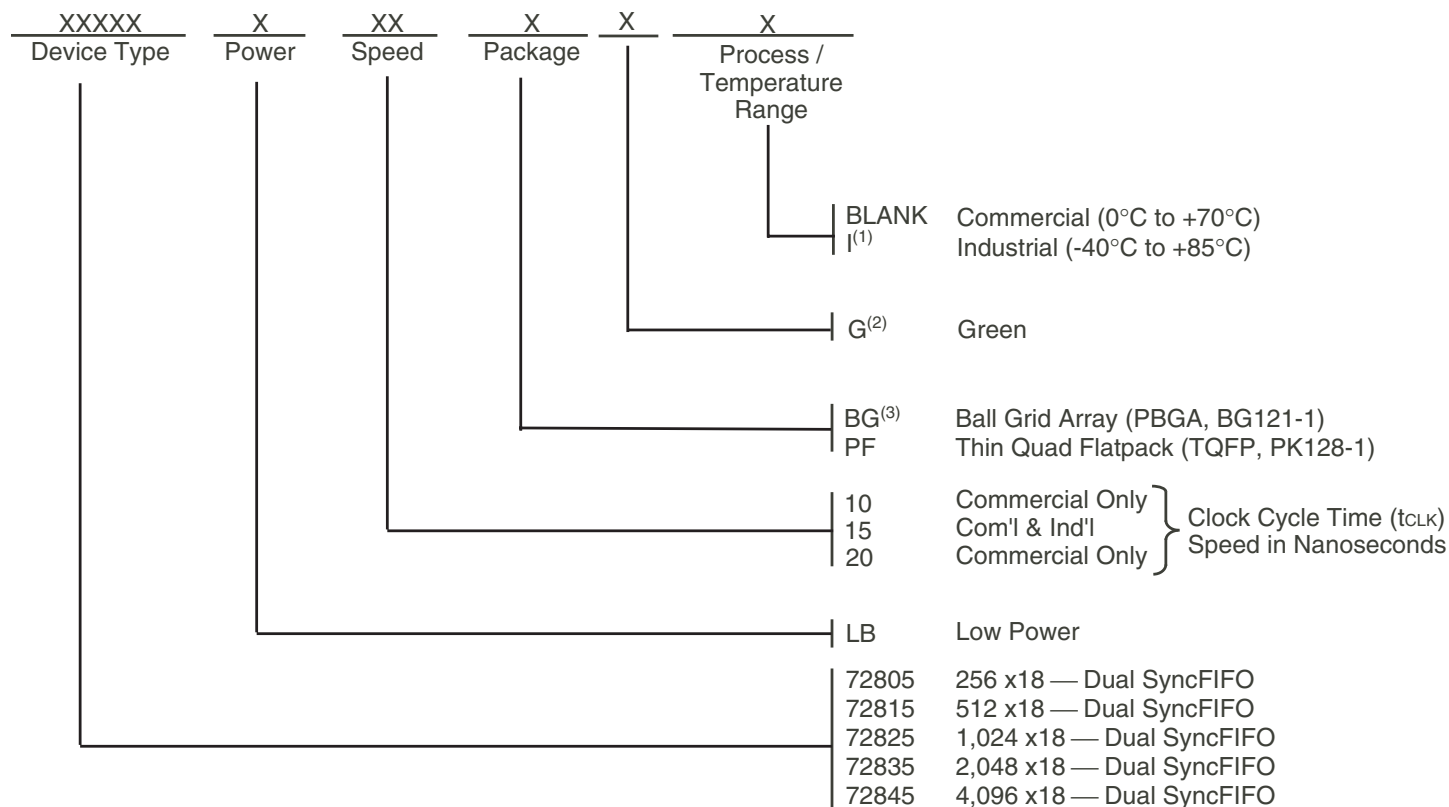 XXXXX X XX X X X
Device Type Power Speed Package Process / Temperature Range
BLANK Commercial (0°C to +70°C)
I(1) Industrial (-40°C to +85°C)
G(2) Green
BG(3) Ball Grid Array (PBGA, BG121-1)
PF Thin Quad Flatpack (TQFP, PK128-1)
10 Commercial Only
15 Com'l & Ind'l
20 Commercial Only
Clock Cycle Time (tCLK)
Speed in Nanoseconds
LB Low Power
72805 256 x18 — Dual SyncFIFO
72815 512 x18 — Dual SyncFIFO
72825 1,024 x18 — Dual SyncFIFO
72835 2,048 x18 — Dual SyncFIFO
72845 4,096 x18 — Dual SyncFIFO